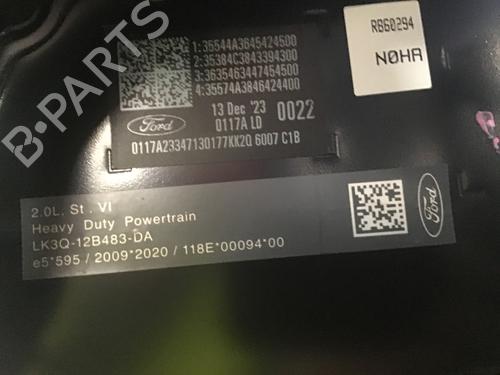 1:35544A3645424500
2:35384C3843394300
3:3635463447454500
4:35574A3846424400
13 Dec '23 0022
Ford 0117A LD
0117A23347130177KK2Q 6007 C1B
RB60294
N0HA
2.0L. St . VI
Heavy Duty Powertrain
LK3Q-12B483-DA
e5*595 / 2009*2020 / 118E*00094*00
Ford
B-PARTS